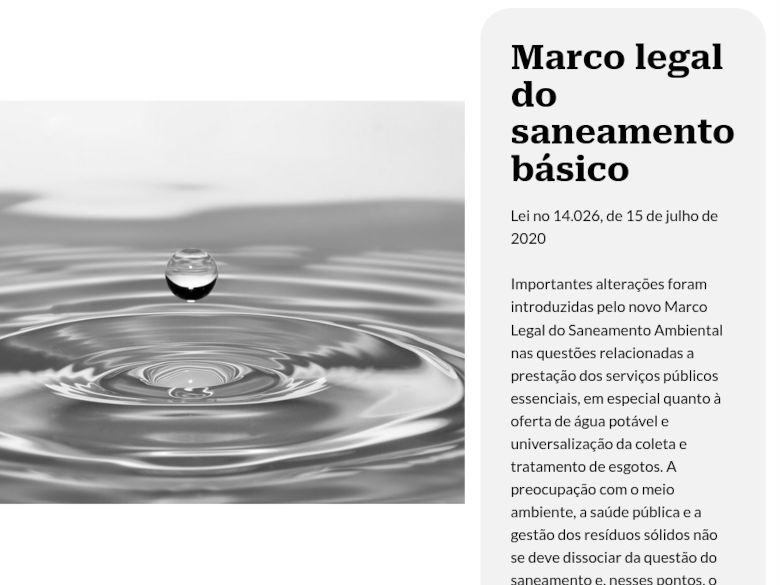 Marco legal
do
saneamento
básico
Lei no 14.026, de 15 de julho de
2020
Importantes alterações foram
introduzidas pelo novo Marco
Legal do Saneamento Ambiental
nas questões relacionadas a
prestação dos serviços públicos
essenciais, em especial quanto à
oferta de água potável e
universalização da coleta e
tratamento de esgotos. A
preocupação com o meio
ambiente, a saúde pública e a
gestão dos resíduos sólidos não
se deve dissociar da questão do
saneamento e, nesses pontos, o